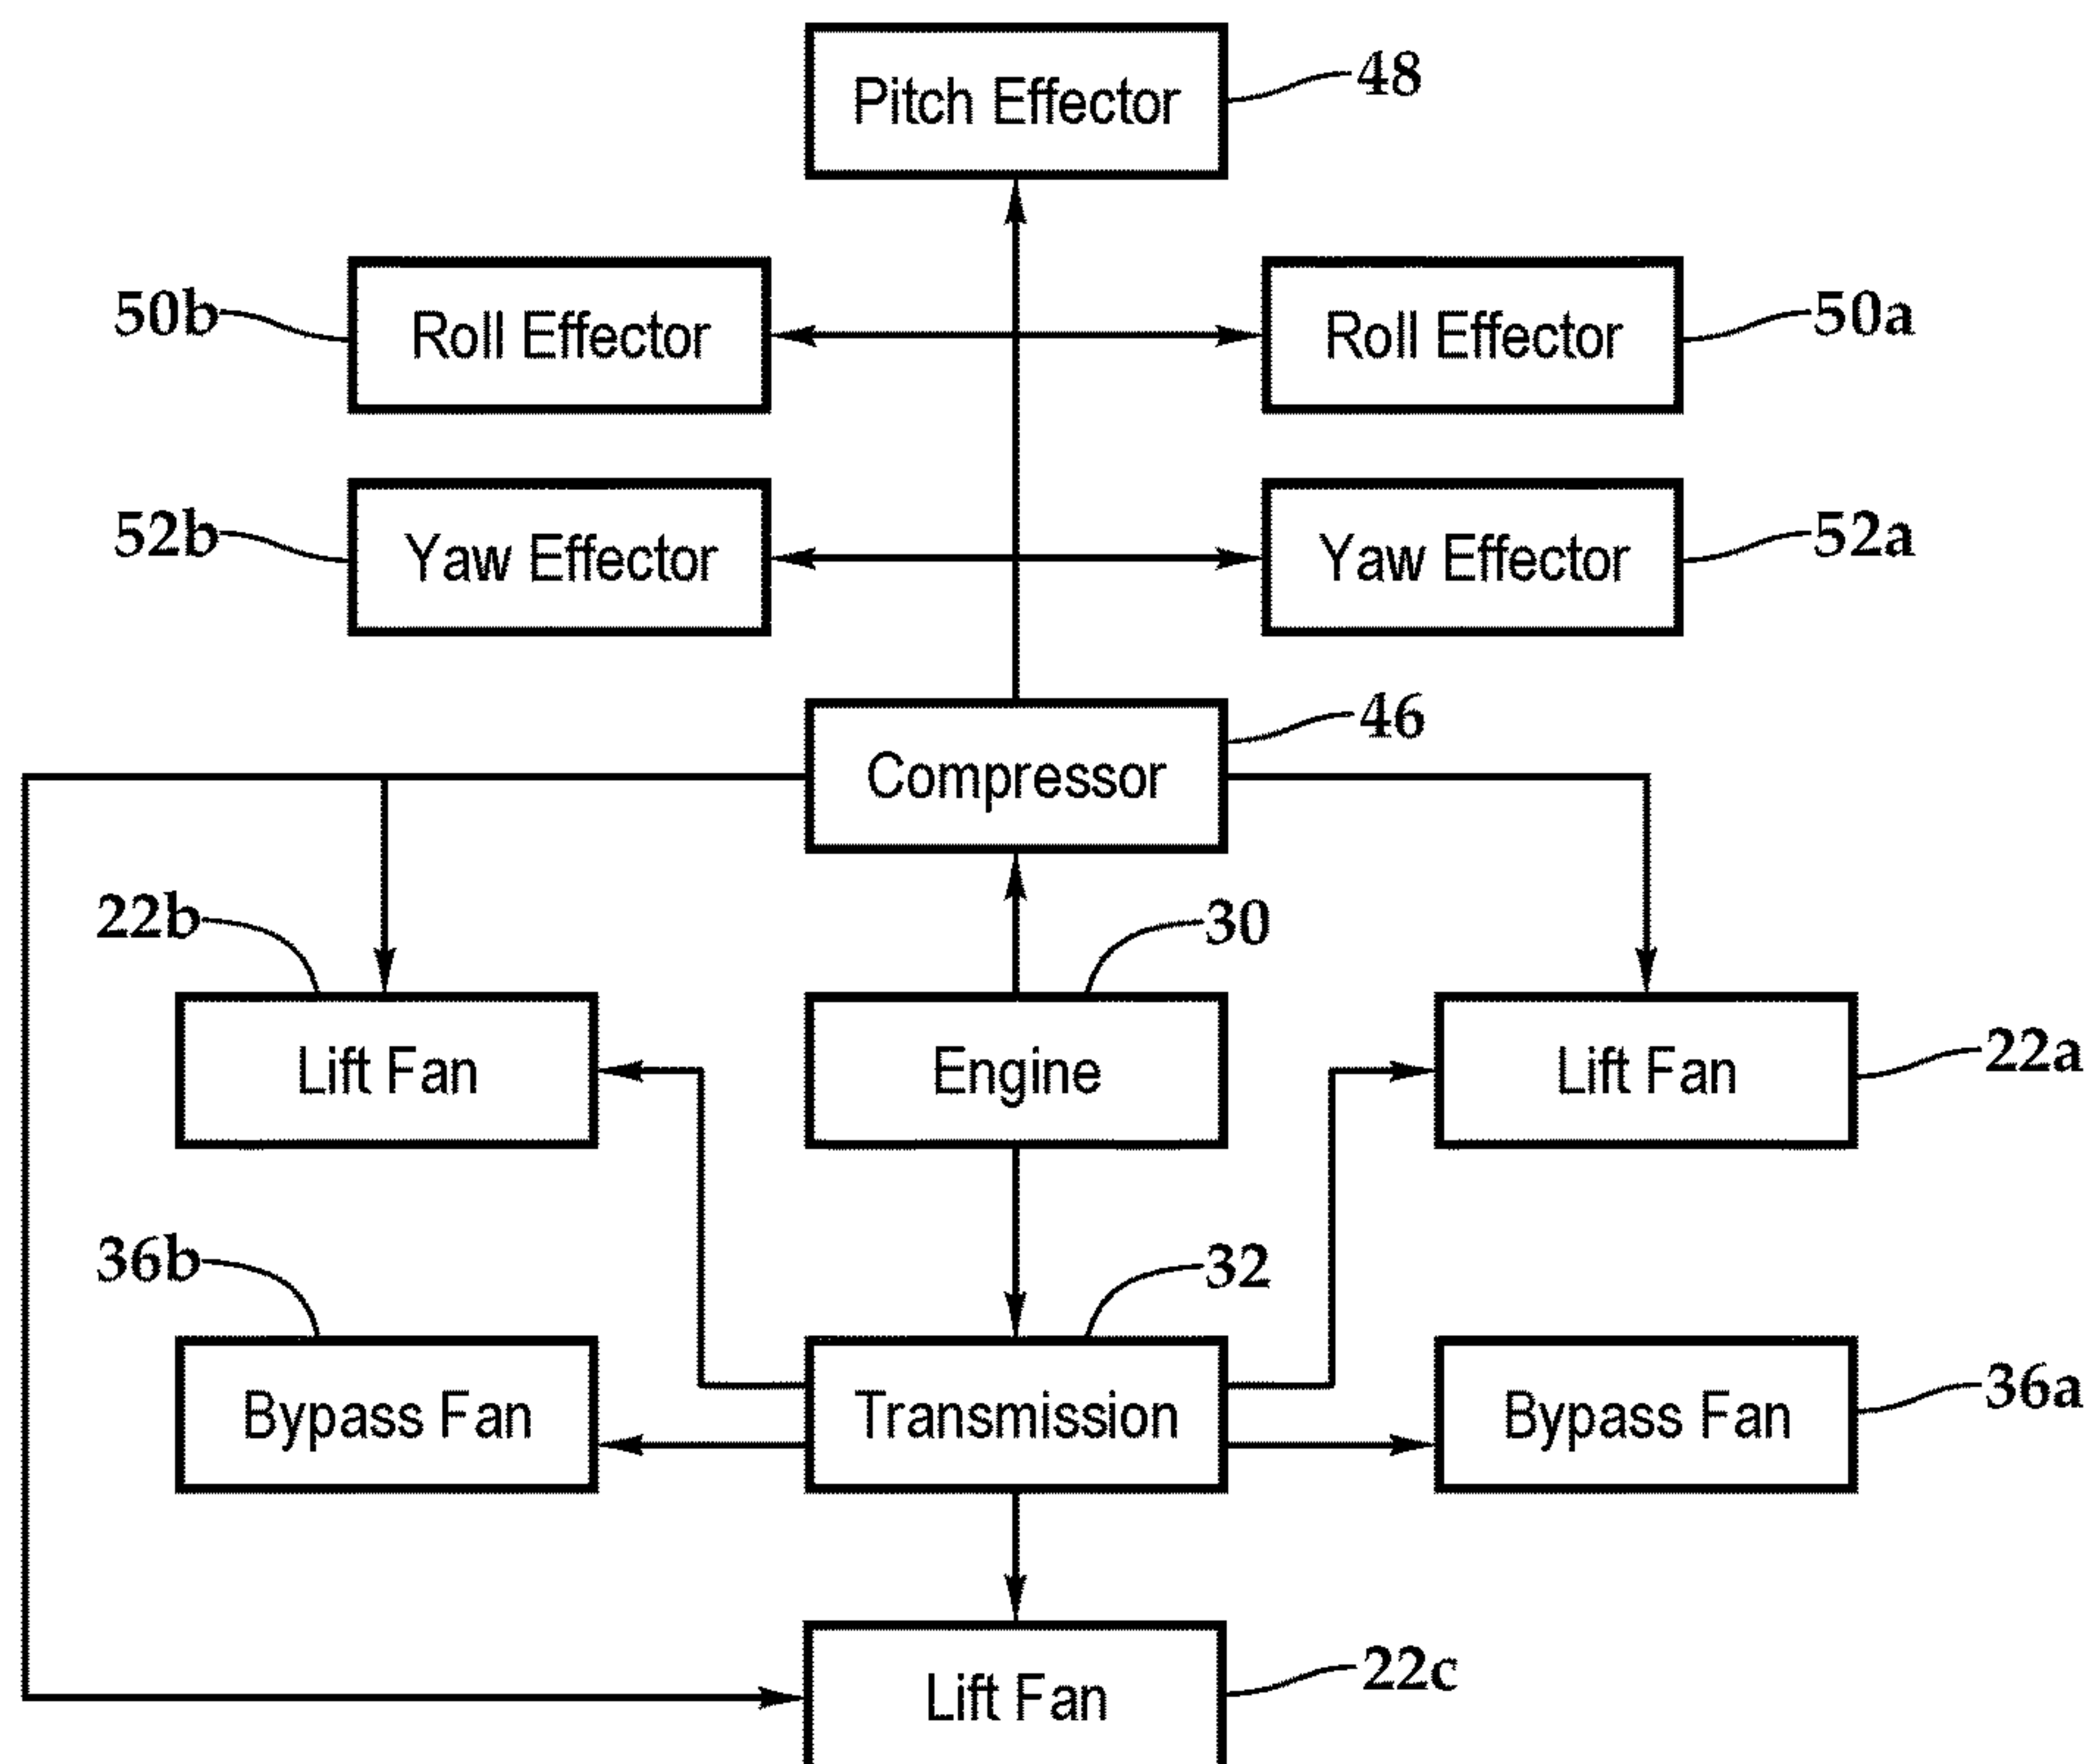 Pitch Effector
48
50b
Roll Effector
Roll Effector
50a
52b
Yaw Effector
Yaw Effector
52a
46
Compressor
22b
30
Lift Fan
Engine
Lift Fan
22a
36b
32
Bypass Fan
Transmission
Bypass Fan
36a
Lift Fan
22c